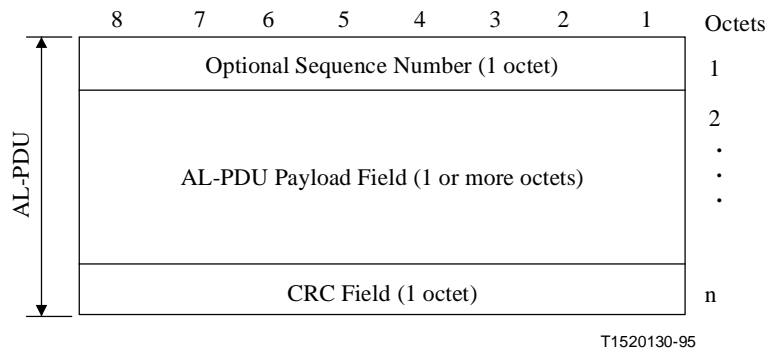 8 7 6 5 4 3 2 1 Octets
Optional Sequence Number (1 octet) 1
2
AL-PDU
AL-PDU Payload Field (1 or more octets)
CRC Field (1 octet) n
T1520130-95